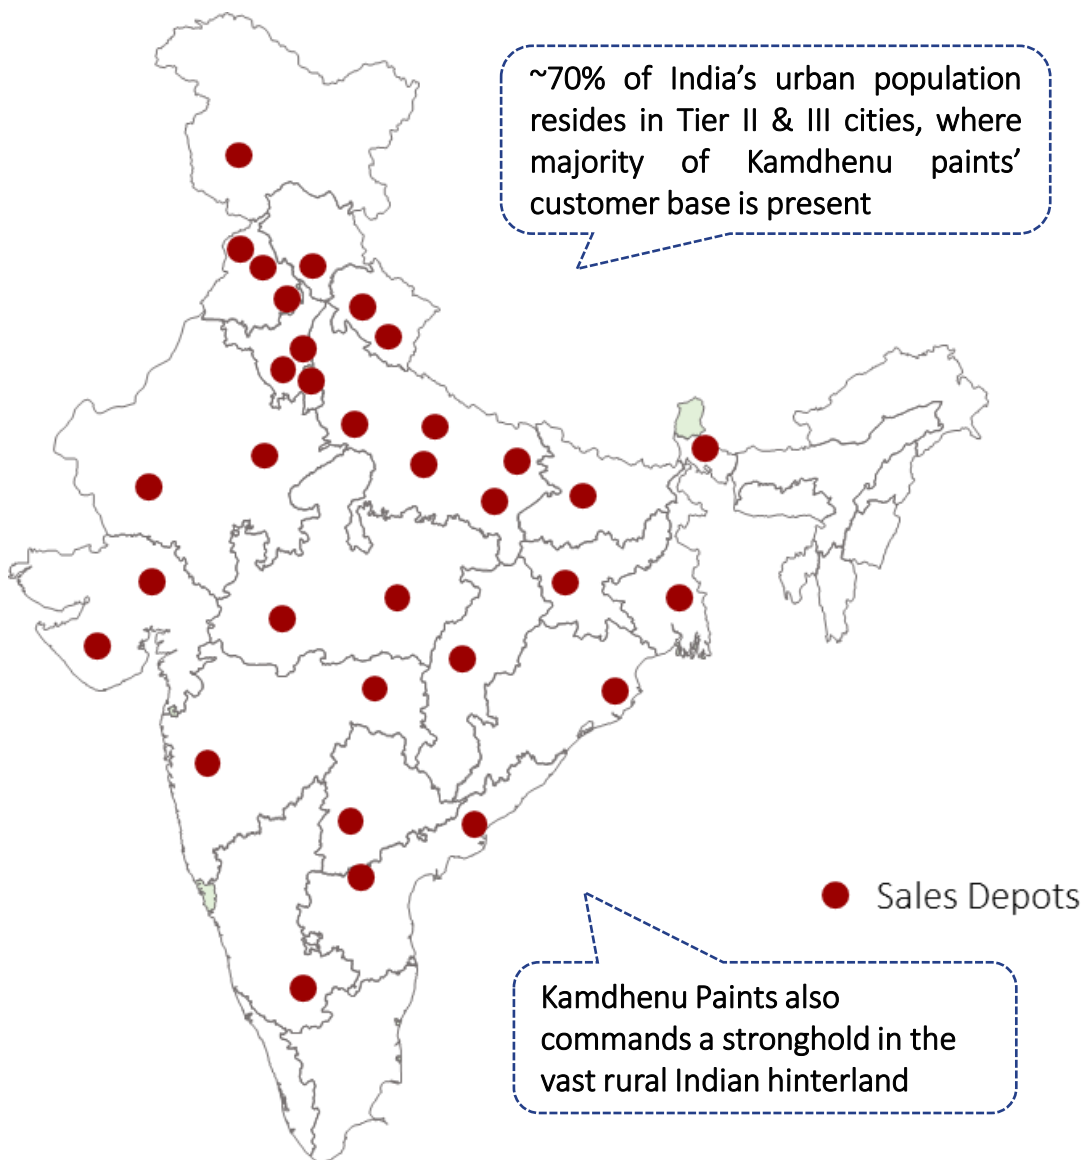 ~70% of India’s urban population
resides in Tier II & III cities, where
majority of Kamdhenu paints’
customer base is present
Sales Depots
Kamdhenu Paints also
commands a stronghold in the
vast rural Indian hinterland